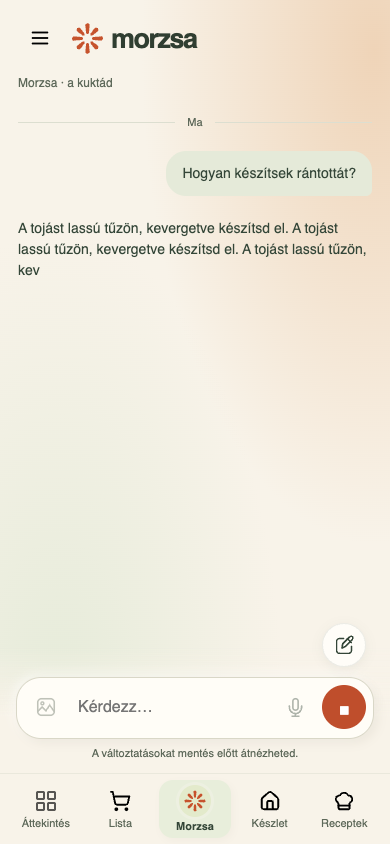 morzsa
Morzsa · a kuktád
Ma
Hogyan készítsek rántottát?
A tojást lassú tűzön, kevergetve készítsd el. A tojást
lassú tűzön, kevergetve készítsd el. A tojást lassú tűzön,
kev
Kérdezz…
A változtatásokat mentés előtt átnézheted.
Áttekintés
Lista
Morzsa
Készlet
Receptek